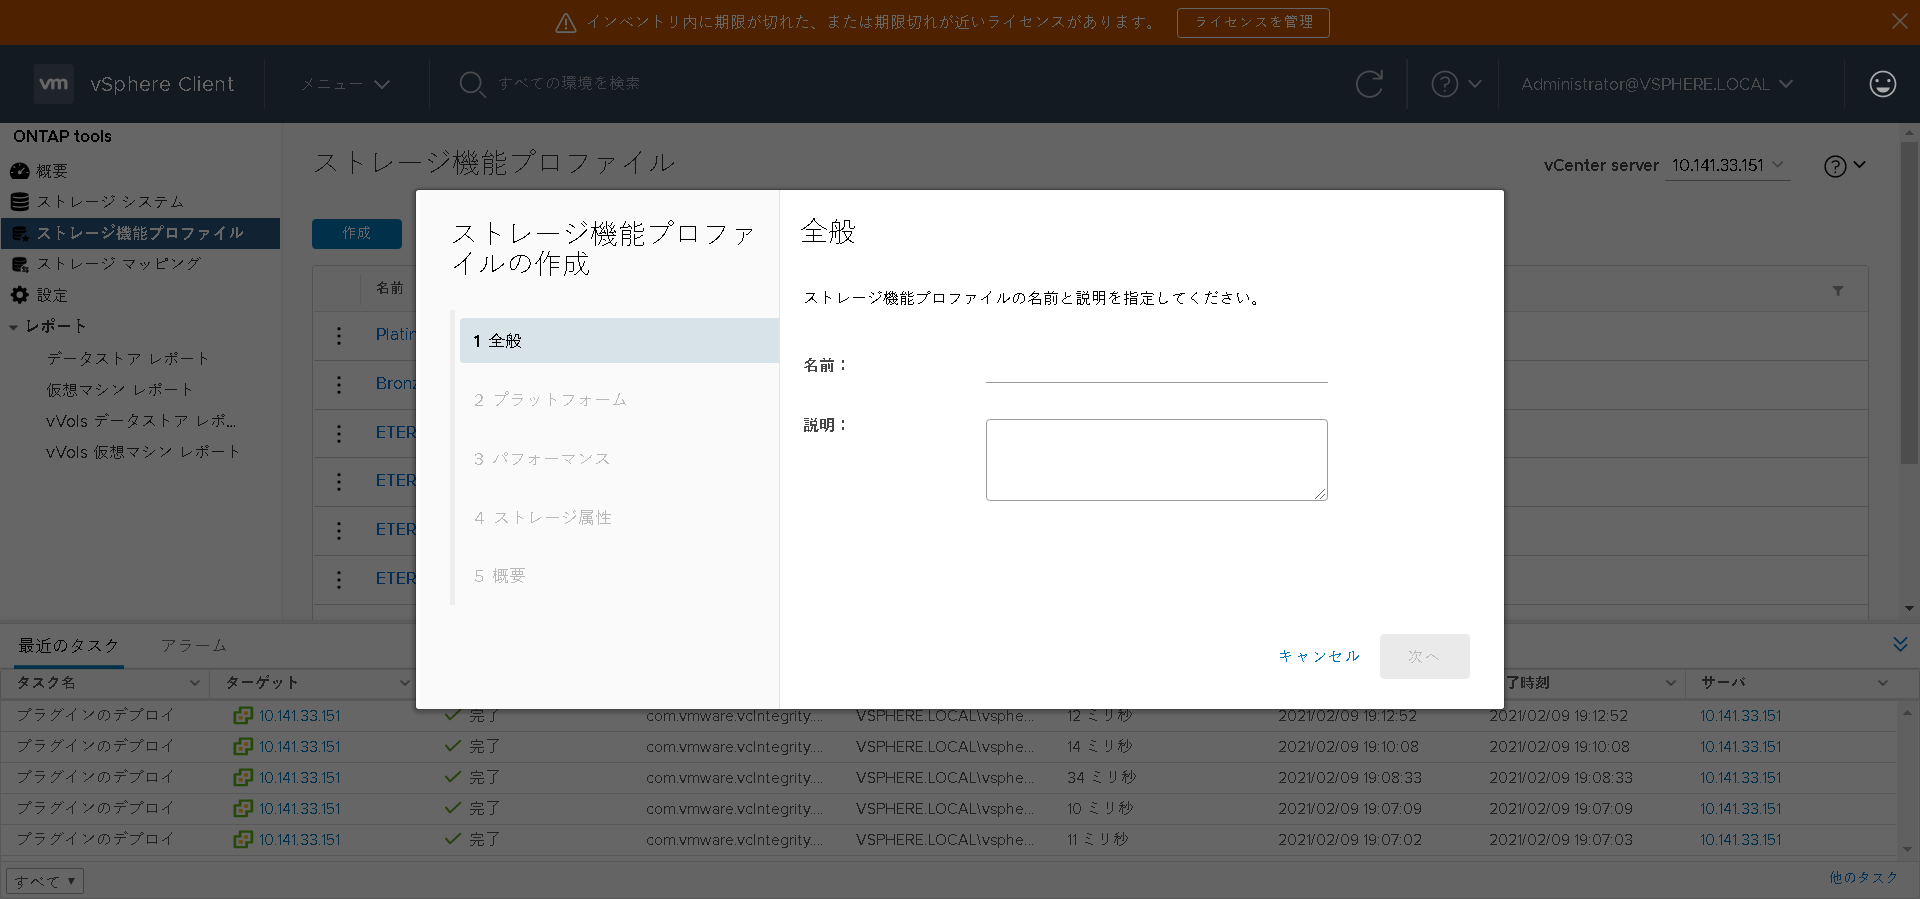 インベントリ内に期限が切れた、または期限切れが近いライセンスがあります。 ライセンスを管理
vm vSphere Client メニュー すべての環境を検索 Administrator@VSPHERE.LOCAL
ONTAP tools
概要
ストレージ システム
ストレージ機能プロファイル
ストレージ マッピング
設定
レポート
データストア レポート
仮想マシン レポート
vVols データストア レポ...
vVols 仮想マシン レポート
ストレージ機能プロファイル
vCenter server 10.141.33.151
作成
名前
Platin
Bronz
ETER
ETER
ETER
ETER
ストレージ機能プロファイルの作成
1 全般
2 プラットフォーム
3 パフォーマンス
4 ストレージ属性
5 概要
全般
ストレージ機能プロファイルの名前と説明を指定してください。
名前：
説明：
キャンセル 次へ
最近のタスク アラーム
タスク名 ターゲット 了時刻 サーバ
プラグインのデプロイ 10.141.33.151 完了 com.vmware.vcIntegrity.... VSPHERE.LOCAL\vsphe... 12 ミリ秒 2021/02/09 19:12:52 2021/02/09 19:12:52 10.141.33.151
プラグインのデプロイ 10.141.33.151 完了 com.vmware.vcIntegrity.... VSPHERE.LOCAL\vsphe... 14 ミリ秒 2021/02/09 19:10:08 2021/02/09 19:10:08 10.141.33.151
プラグインのデプロイ 10.141.33.151 完了 com.vmware.vcIntegrity.... VSPHERE.LOCAL\vsphe... 34 ミリ秒 2021/02/09 19:08:33 2021/02/09 19:08:33 10.141.33.151
プラグインのデプロイ 10.141.33.151 完了 com.vmware.vcIntegrity.... VSPHERE.LOCAL\vsphe... 10 ミリ秒 2021/02/09 19:07:09 2021/02/09 19:07:09 10.141.33.151
プラグインのデプロイ 10.141.33.151 完了 com.vmware.vcIntegrity.... VSPHERE.LOCAL\vsphe... 11 ミリ秒 2021/02/09 19:07:02 2021/02/09 19:07:03 10.141.33.151
すべて 他のタスク